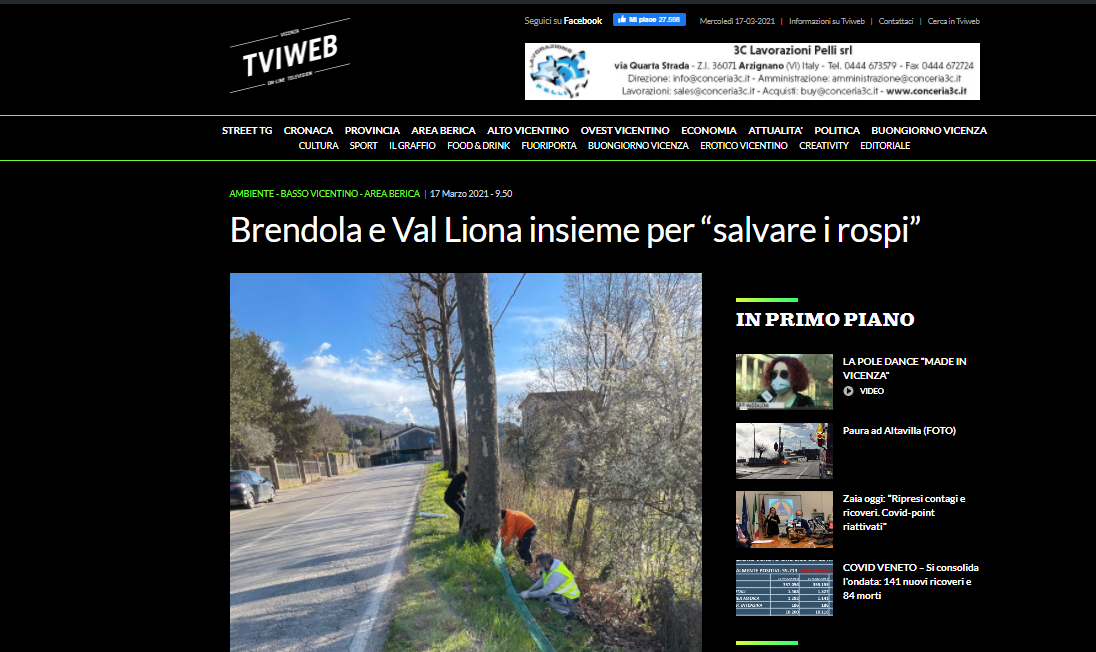 VICENZA
TVIWEB
ON-LINE TELEVISION
Seguici su Facebook
Mi piace 27.598
Mercoledì 17-03-2021 | Informazioni su Tviweb | Contattaci | Cerca in Tviweb
LAVORAZIONE
PELLI
3C Lavorazioni Pelli srl
via Quarta Strada - Z.I. 36071 Arzignano (VI) Italy - Tel. 0444 673579 - Fax 0444 672724
Direzione: info@conceria3c.it - Amministrazione: amministrazione@conceria3c.it
Lavorazioni: sales@conceria3c.it - Acquisti: buy@conceria3c.it - www.conceria3c.it
STREET TG CRONACA PROVINCIA AREA BERICA ALTO VICENTINO OVEST VICENTINO ECONOMIA ATTUALITA' POLITICA BUONGIORNO VICENZA
CULTURA SPORT IL GRAFFIO FOOD & DRINK FUORIPORTA BUONGIORNO VICENZA EROTICO VICENTINO CREATIVITY EDITORIALE
AMBIENTE - BASSO VICENTINO - AREA BERICA | 17 Marzo 2021 - 9.50
Brendola e Val Liona insieme per “salvare i rospi”
IN PRIMO PIANO
LA POLE DANCE “MADE IN
VICENZA”
VIDEO
Paura ad Altavilla (FOTO)
Zaia oggi: “Ripresi contagi e
ricoveri. Covid-point
riattivati”
COVID VENETO – Si consolida
l’ondata: 141 nuovi ricoveri e
84 morti